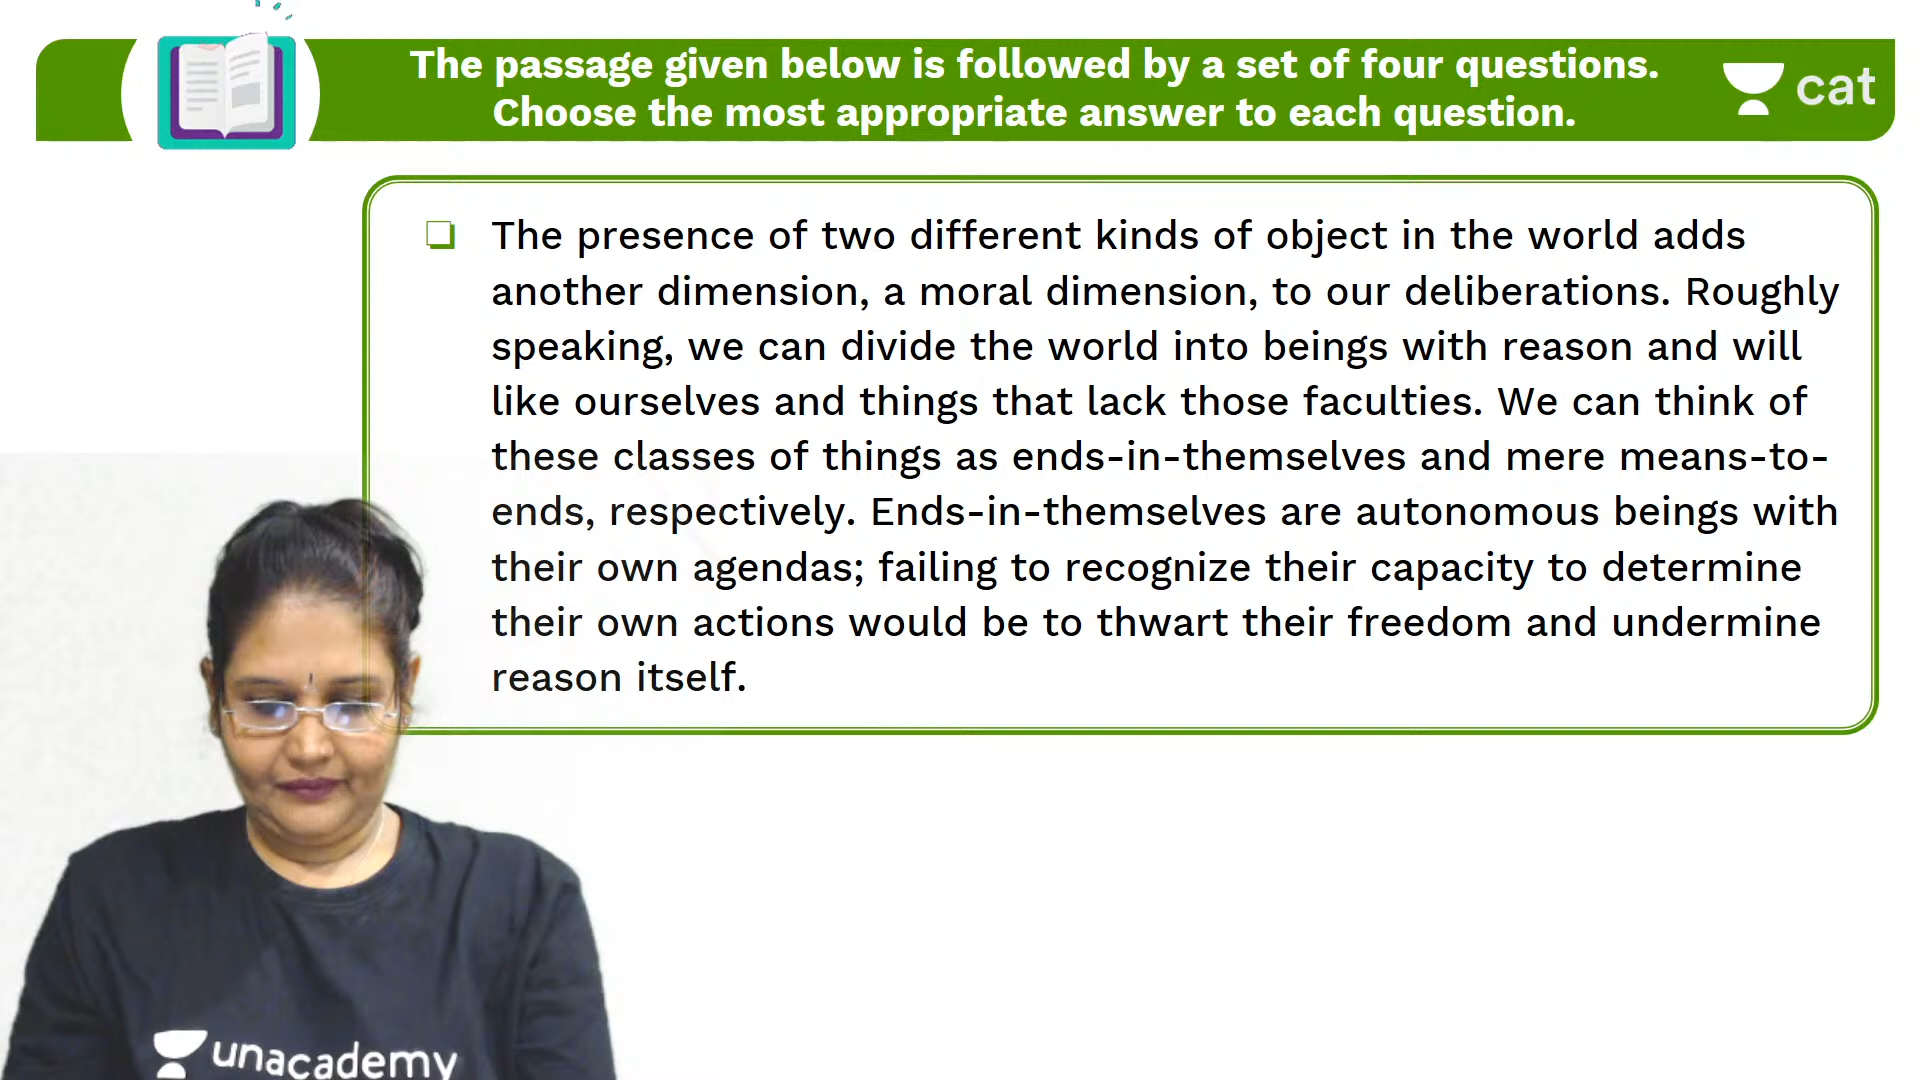 The passage given below is followed by a set of four questions.
Choose the most appropriate answer to each question.
cat
The presence of two different kinds of object in the world adds
another dimension, a moral dimension, to our deliberations. Roughly
speaking, we can divide the world into beings with reason and will
like ourselves and things that lack those faculties. We can think of
these classes of things as ends-in-themselves and mere means-to-
ends, respectively. Ends-in-themselves are autonomous beings with
their own agendas; failing to recognize their capacity to determine
their own actions would be to thwart their freedom and undermine
reason itself.
unacademy